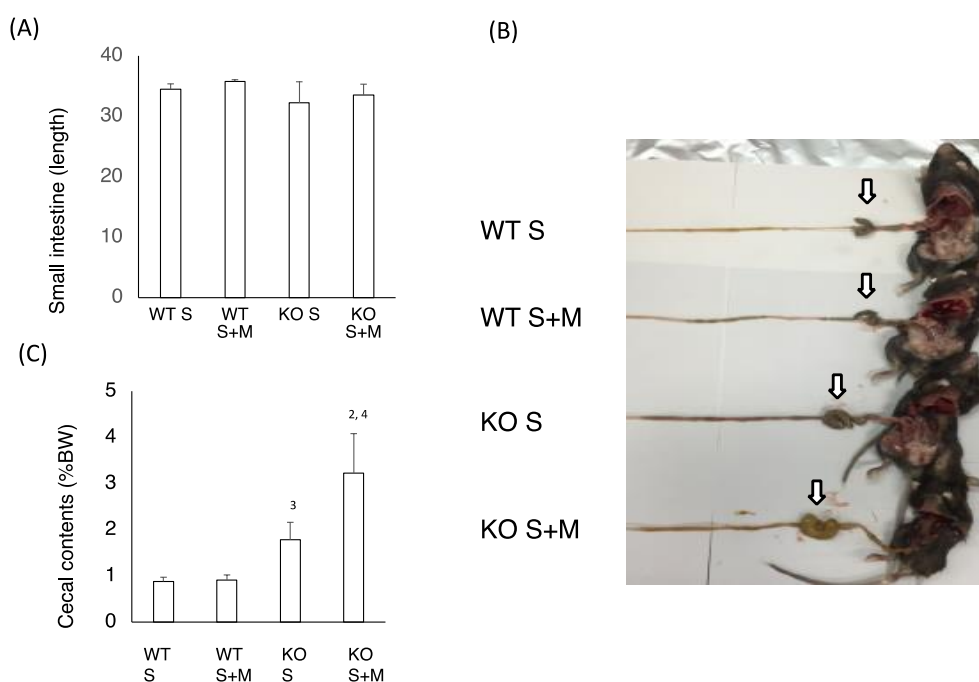 (A)
(B)
Small intestine (length)
40
30
20
10
0
WT S
WT
S+M
KO S
KO
S+M
WT S
WT S+M
KO S
KO S+M
(C)
Cecal contents (%BW)
5
4
3
2
1
0
3
2, 4
WT
S
WT
S+M
KO
S
KO
S+M